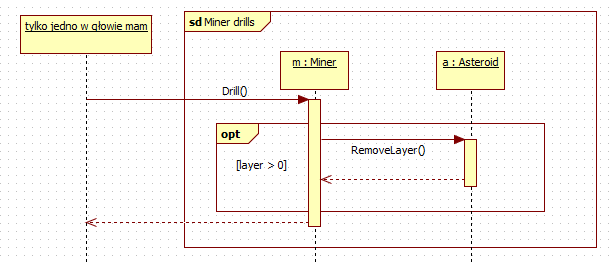 tylko jedno w głowie mam
sd Miner drills
m : Miner
a : Asteroid
Drill()
opt
RemoveLayer()
[layer > 0]